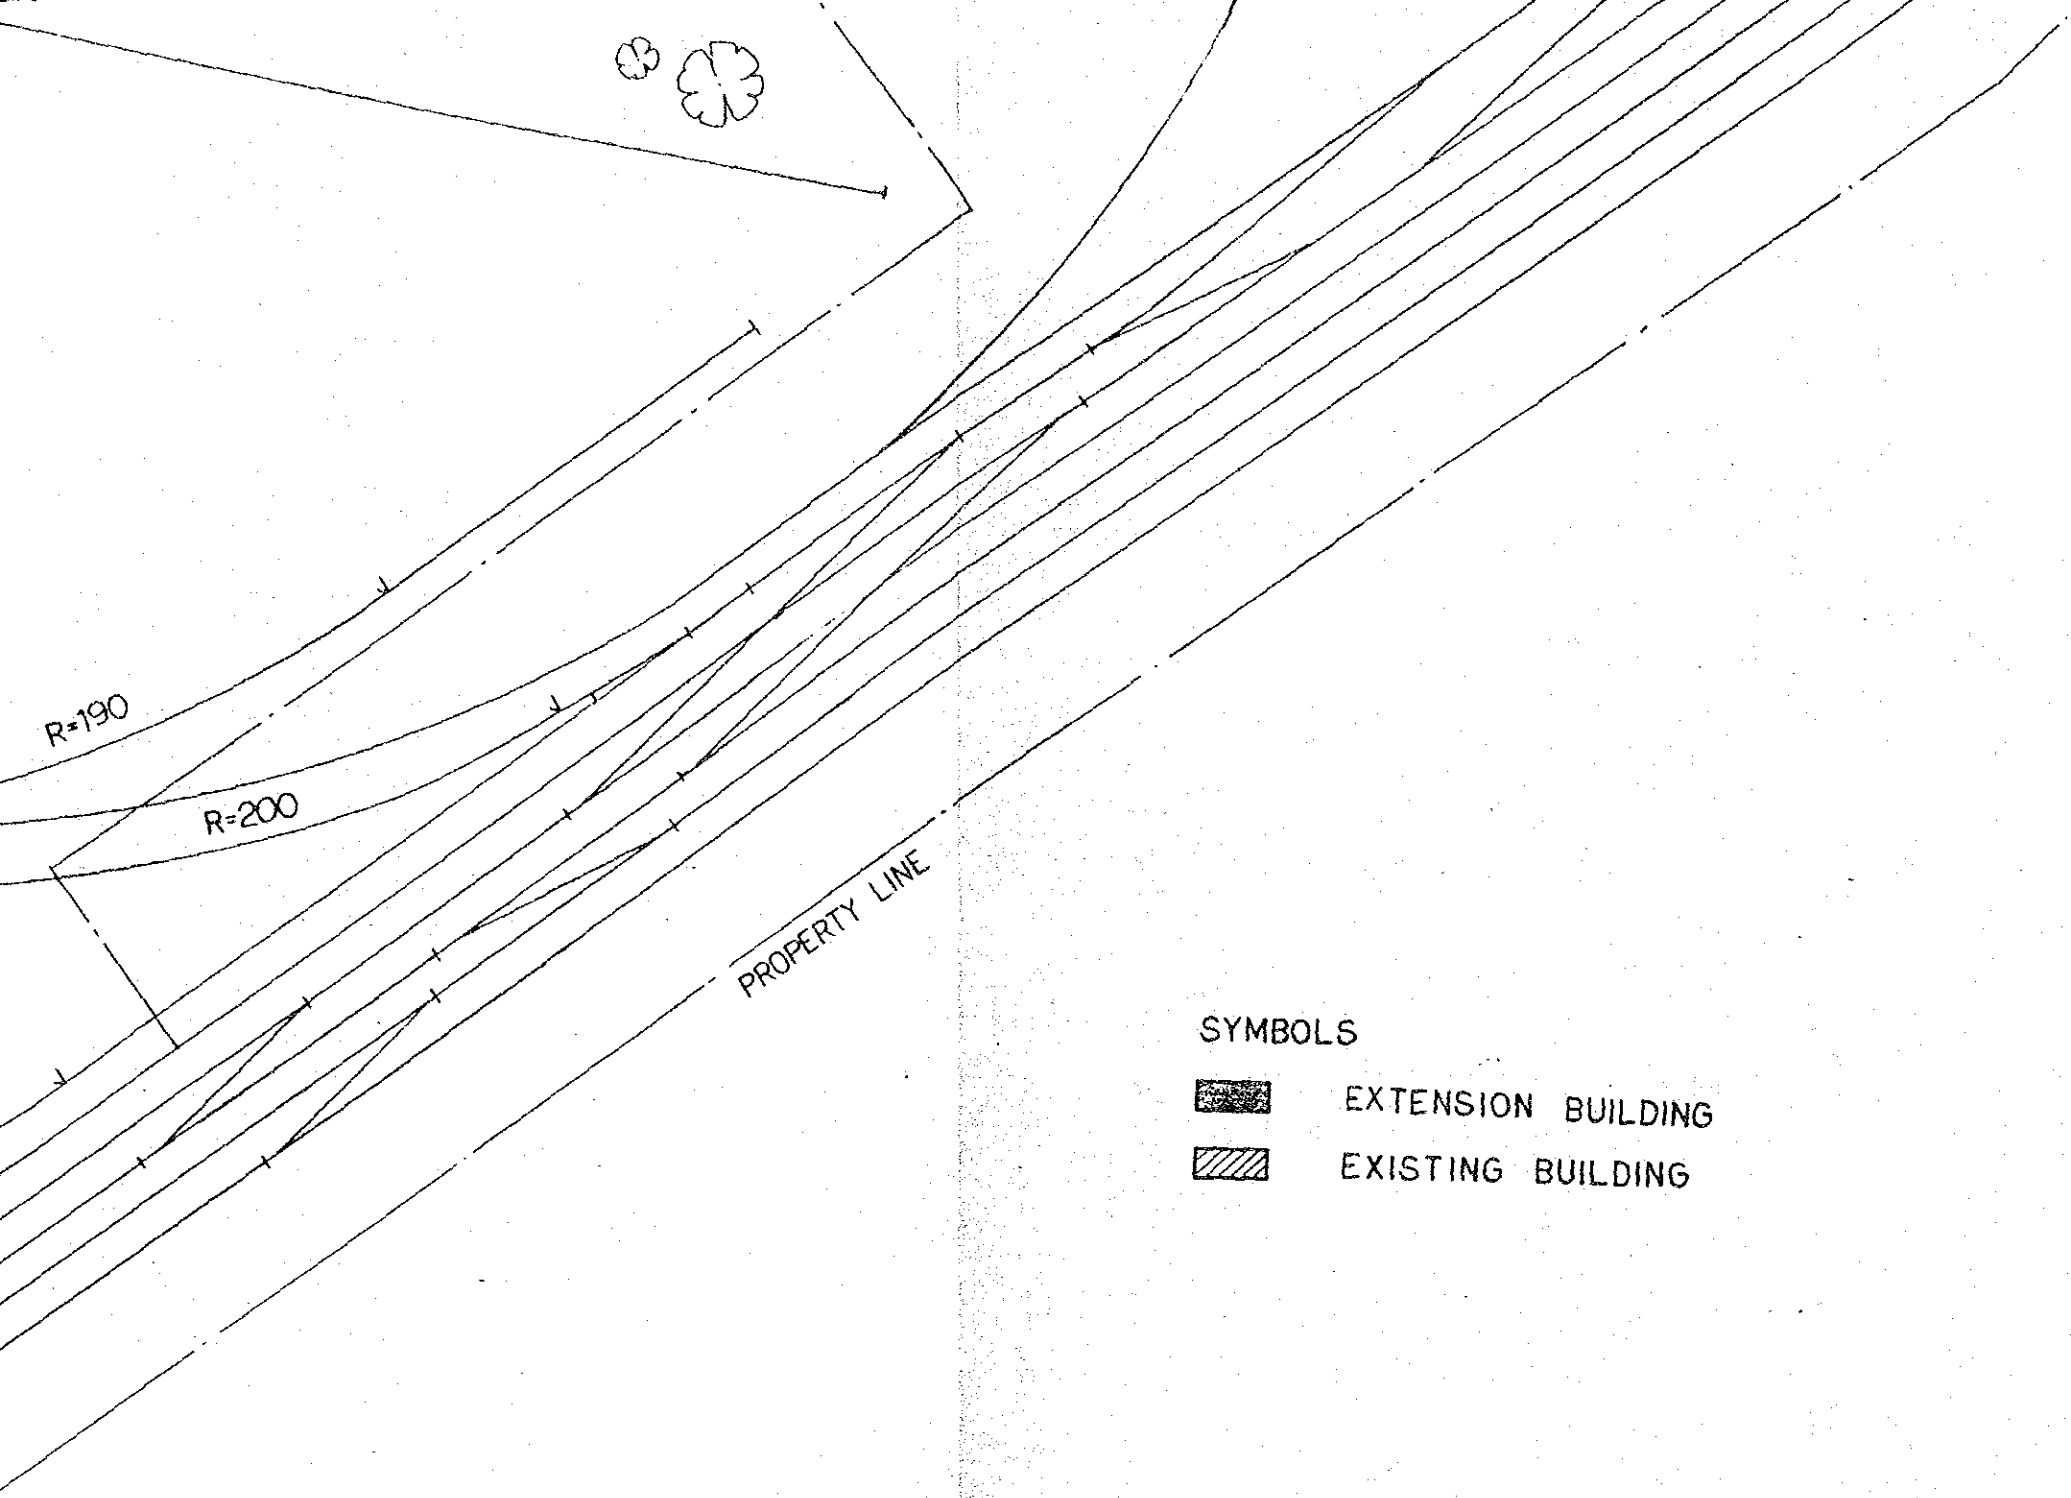 R=190
R=200
PROPERTY LINE
SYMBOLS
EXTENSION BUILDING
EXISTING BUILDING